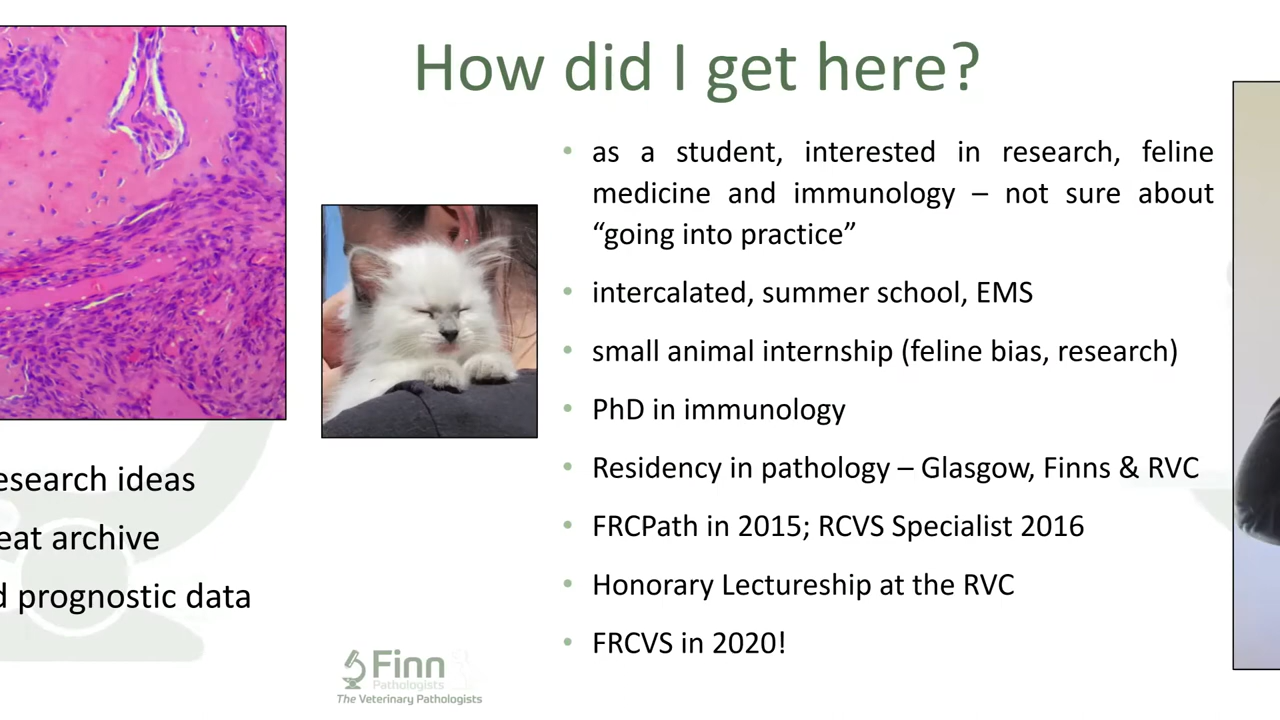 How did I get here?
• as a student, interested in research, feline
medicine and immunology – not sure about
“going into practice”
• intercalated, summer school, EMS
• small animal internship (feline bias, research)
• PhD in immunology
• Residency in pathology – Glasgow, Finns & RVC
• FRCPath in 2015; RCVS Specialist 2016
• Honorary Lectureship at the RVC
• FRCVS in 2020!
esearch ideas
eat archive
d prognostic data
Finn
Pathologists
The Veterinary Pathologists